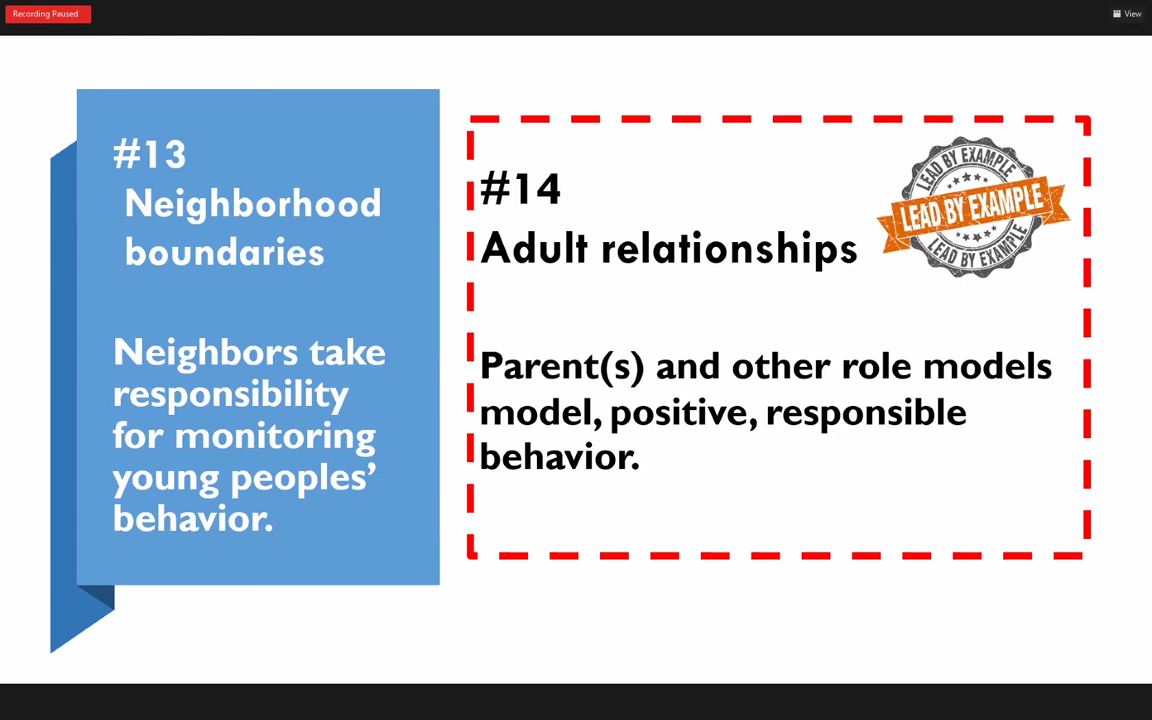 Recording Paused
View
#13
Neighborhood
boundaries
Neighbors take
responsibility
for monitoring
young peoples’
behavior.
#14
Adult relationships
LEAD BY EXAMPLE
LEAD BY EXAMPLE
LEAD BY EXAMPLE
Parent(s) and other role models
model, positive, responsible
behavior.